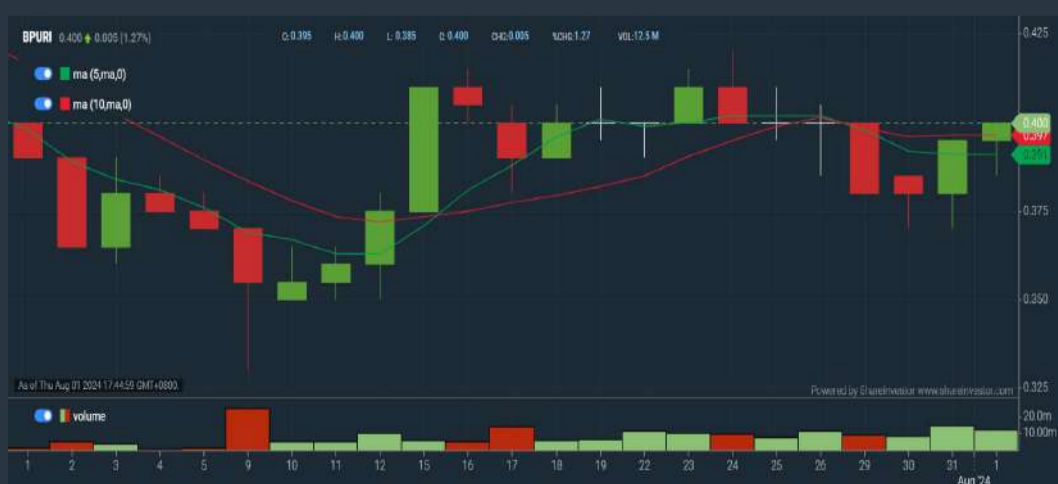 BPURI 0.400 0.005 (1.27%) O: 0.395 H: 0.400 L: 0.385 C: 0.400 CHG:0.005 %CHG:1.27 VOL:12.5 M
ma (5,ma,0)
ma (10,ma,0)
0.425
0.400
0.397
0.391
0.375
0.350
0.325
As of Thu Aug 01 2024 17:44:59 GMT+0800.
Powered by ShareInvestor www.shareinvestor.com
volume
20.0m
10.00m
1 2 3 4 5 9 10 11 12 15 16 17 18 19 22 23 24 25 26 29 30 31 1
Aug '24